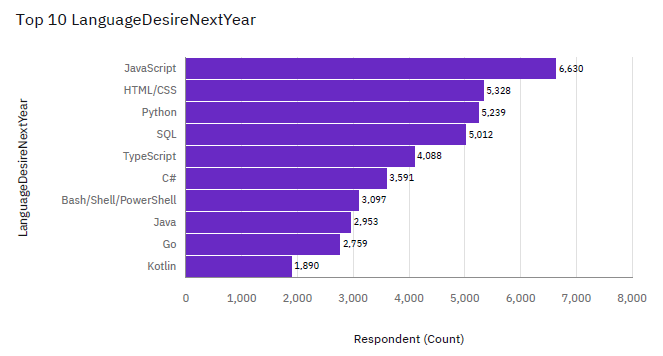 Top 10 LanguageDesireNextYear
LanguageDesireNextYear
JavaScript 6,630
HTML/CSS 5,328
Python 5,239
SQL 5,012
TypeScript 4,088
C# 3,591
Bash/Shell/PowerShell 3,097
Java 2,953
Go 2,759
Kotlin 1,890
0 1,000 2,000 3,000 4,000 5,000 6,000 7,000 8,000
Respondent (Count)